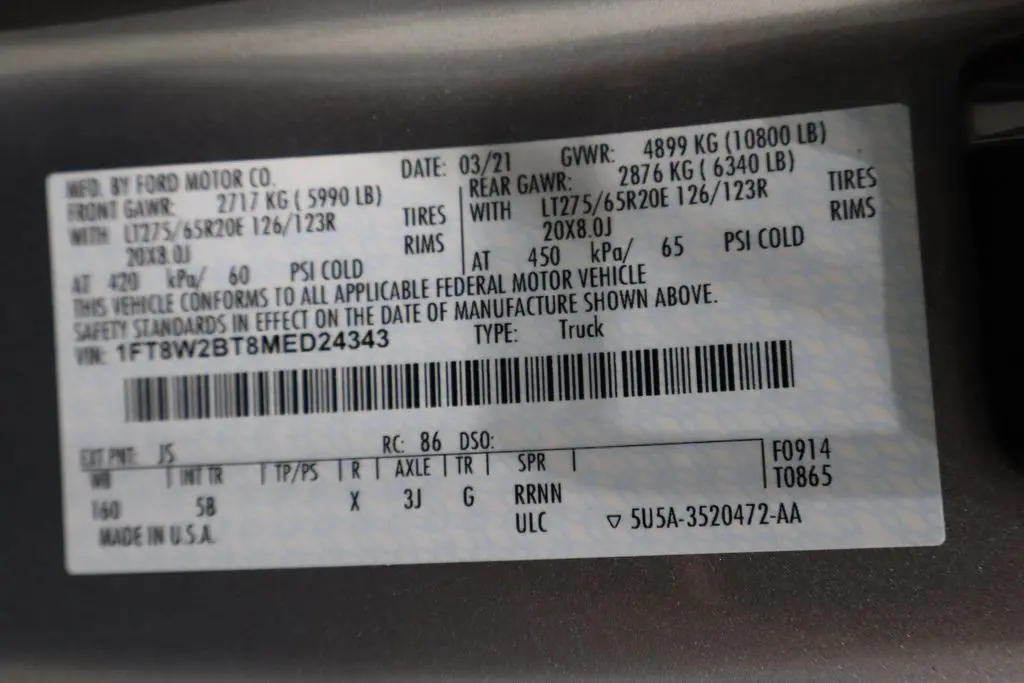 MFD. BY FORD MOTOR CO.
DATE: 03/21 GVWR: 4899 KG (10800 LB)
FRONT GAWR: 2717 KG ( 5990 LB)
REAR GAWR: 2876 KG ( 6340 LB)
WITH LT275/65R20E 126/123R TIRES
20X8.0J RIMS
AT 420 kPa/ 60 PSI COLD
WITH LT275/65R20E 126/123R TIRES
20X8.0J RIMS
AT 450 kPa/ 65 PSI COLD
THIS VEHICLE CONFORMS TO ALL APPLICABLE FEDERAL MOTOR VEHICLE
SAFETY STANDARDS IN EFFECT ON THE DATE OF MANUFACTURE SHOWN ABOVE.
VIN: 1FT8W2BT8MED24343 TYPE: Truck
EXT PNT: JS RC: 86 DSO:
WB INT TR TP/PS R AXLE TR SPR
160 5B X 3J G RRNN
ULC
F0914
T0865
MADE IN U.S.A.
▽ 5U5A-3520472-AA